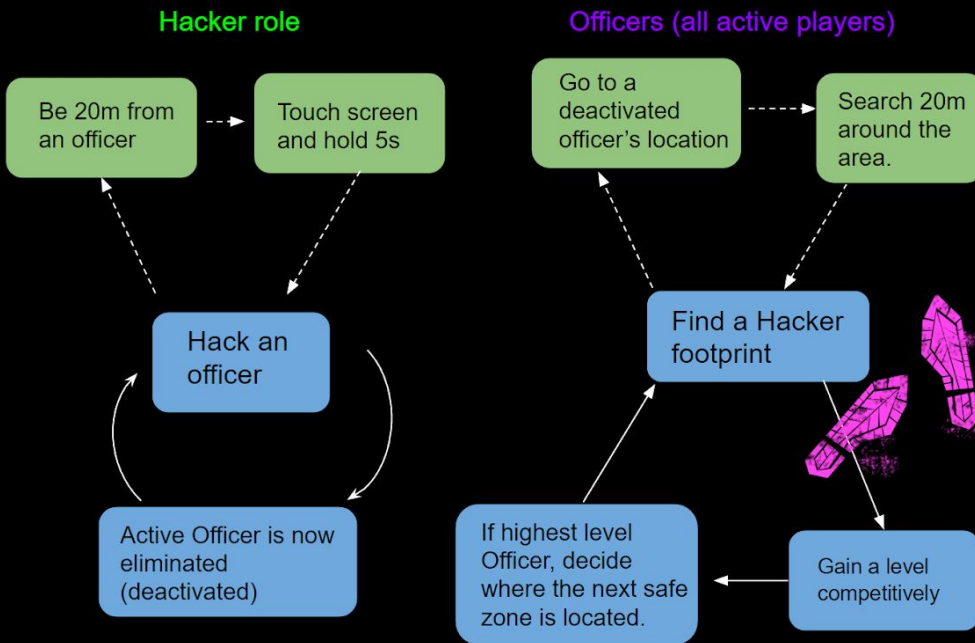 Hacker role
Be 20m from
an officer
Touch screen
and hold 5s
Hack an
officer
Active Officer is now
eliminated
(deactivated)
Officers (all active players)
Go to a
deactivated
officer's location
Search 20m
around the
area.
Find a Hacker
footprint
Gain a level
competitively
If highest level
Officer, decide
where the next safe
zone is located.